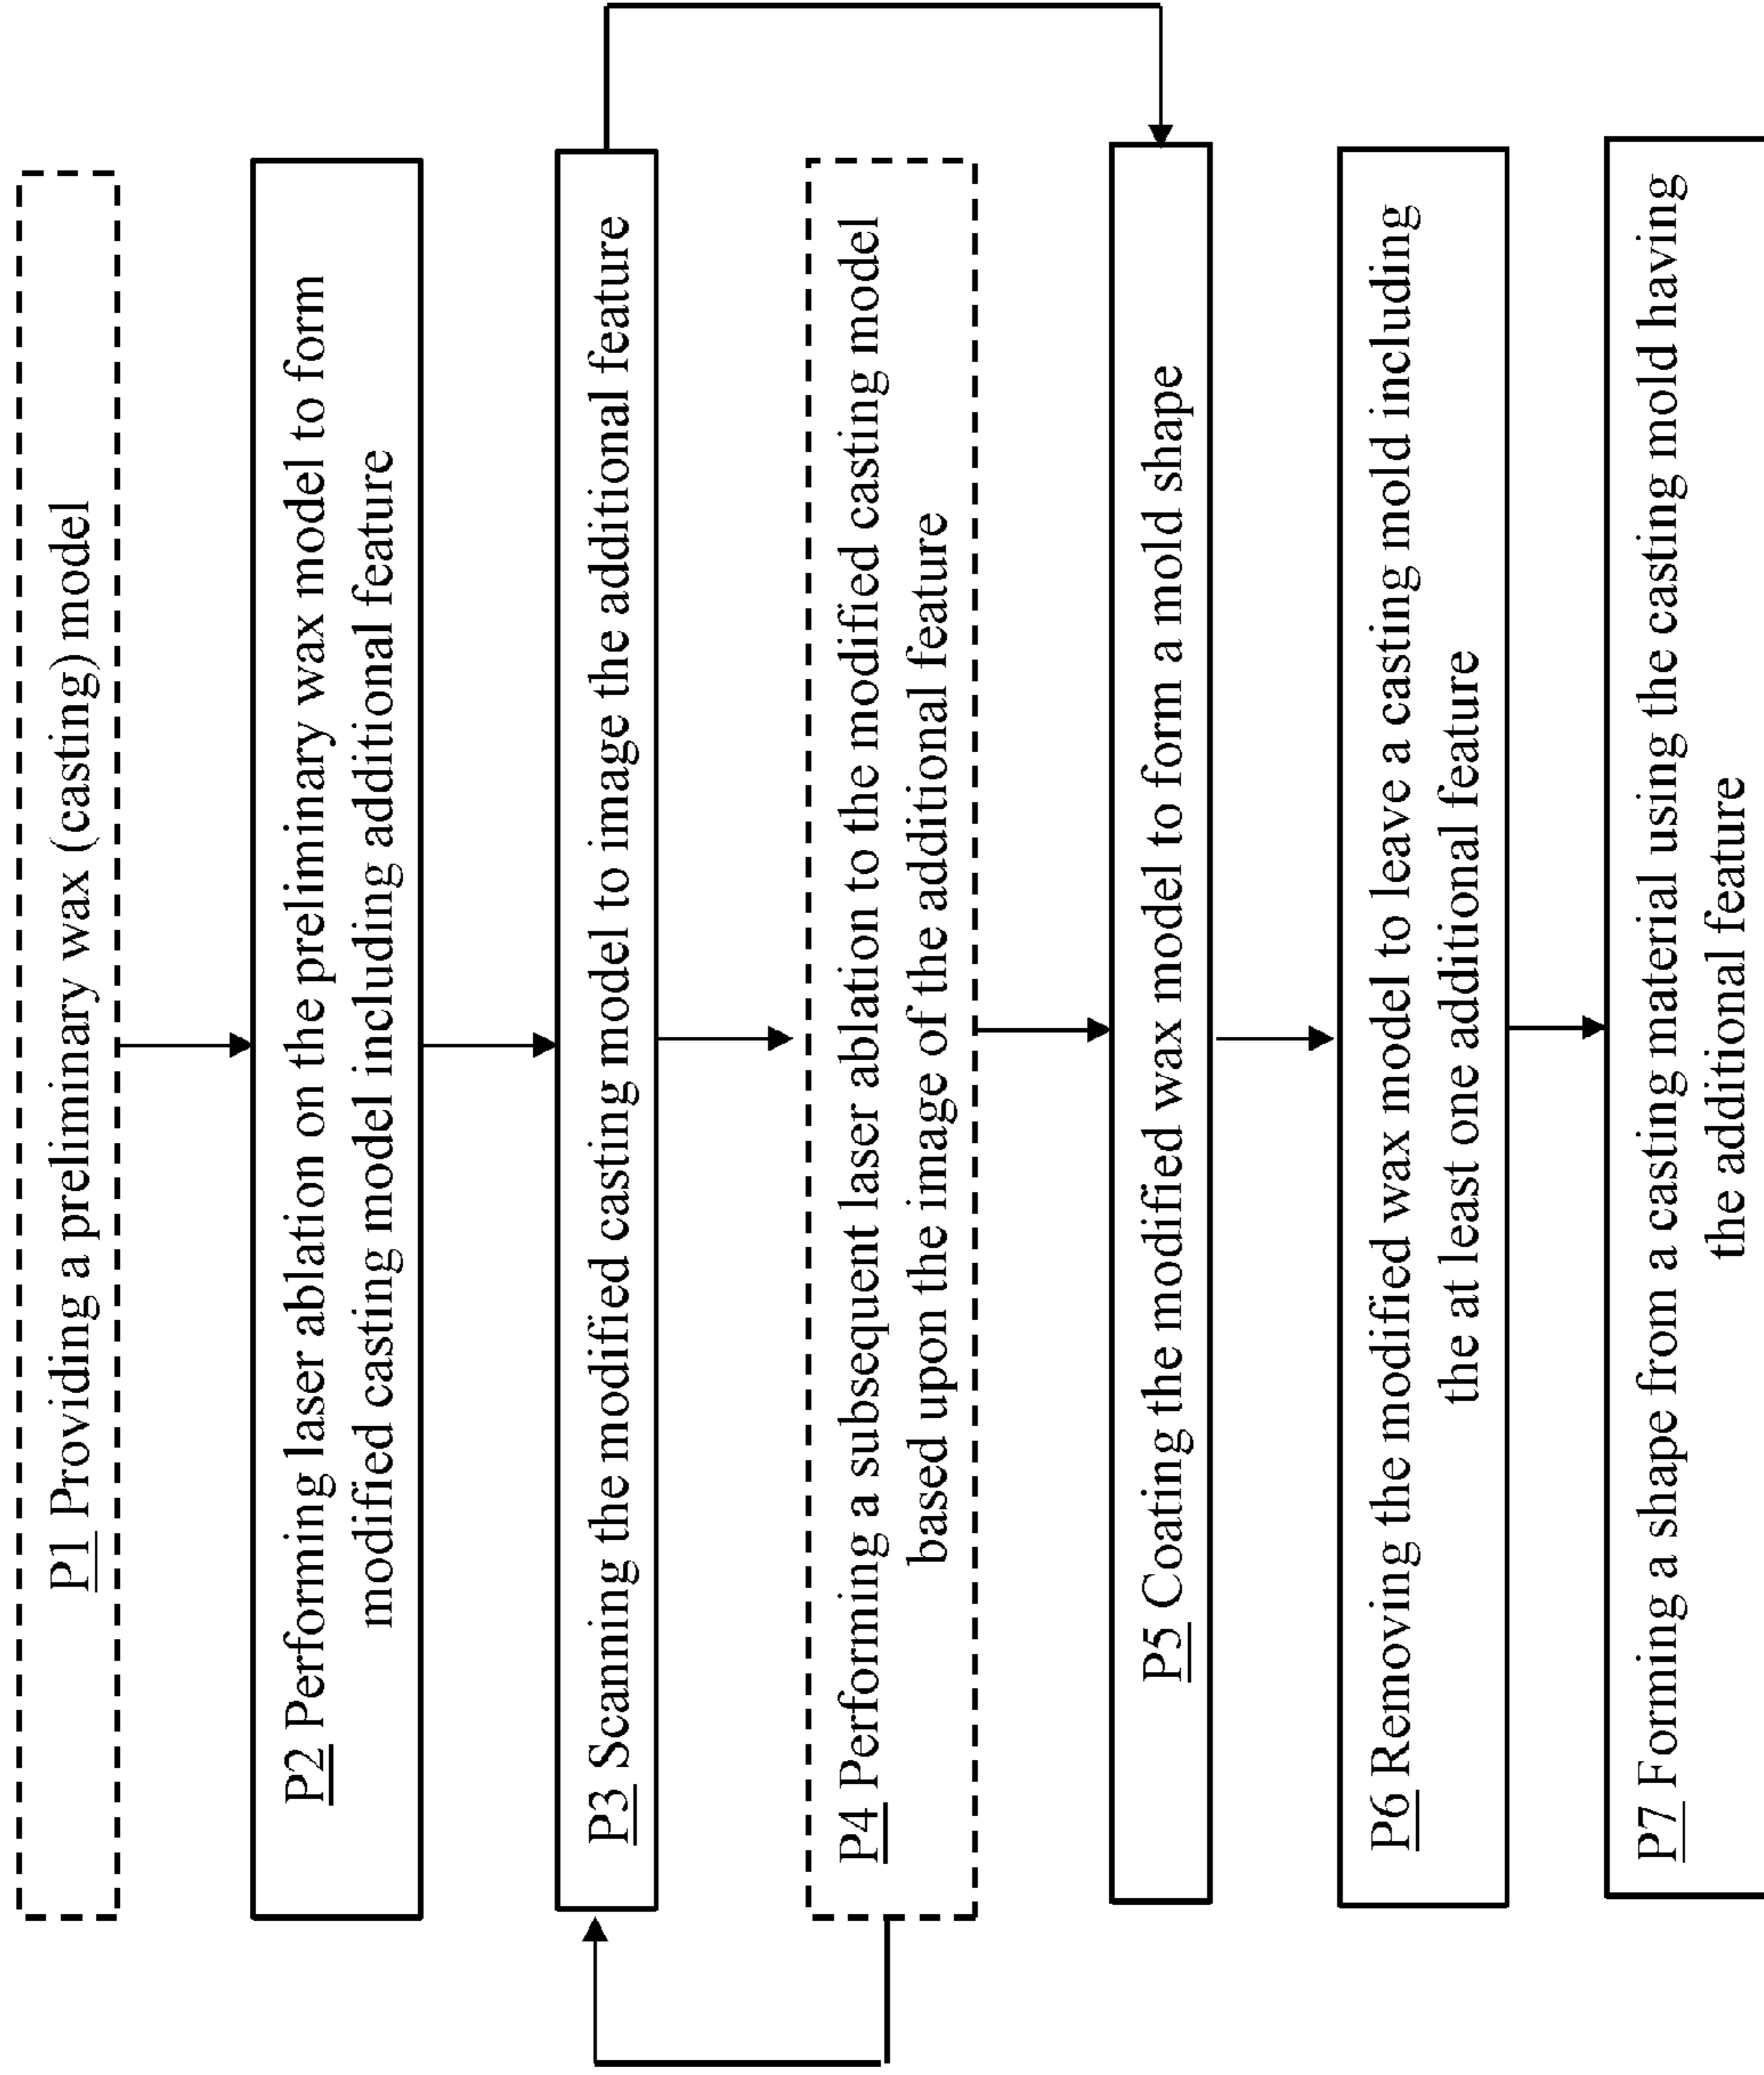 P1 Providing a preliminary wax (casting) model
P2 Performing laser ablation on the preliminary wax model to form
modified casting model including additional feature
P3 Scanning the modified casting model to image the additional feature
P4 Performing a subsequent laser ablation to the modified casting model
based upon the image of the additional feature
P5 Coating the modified wax model to form a mold shape
P6 Removing the modified wax model to leave a casting mold including
the at least one additional feature
P7 Forming a shape from a casting material using the casting mold having
the additional feature